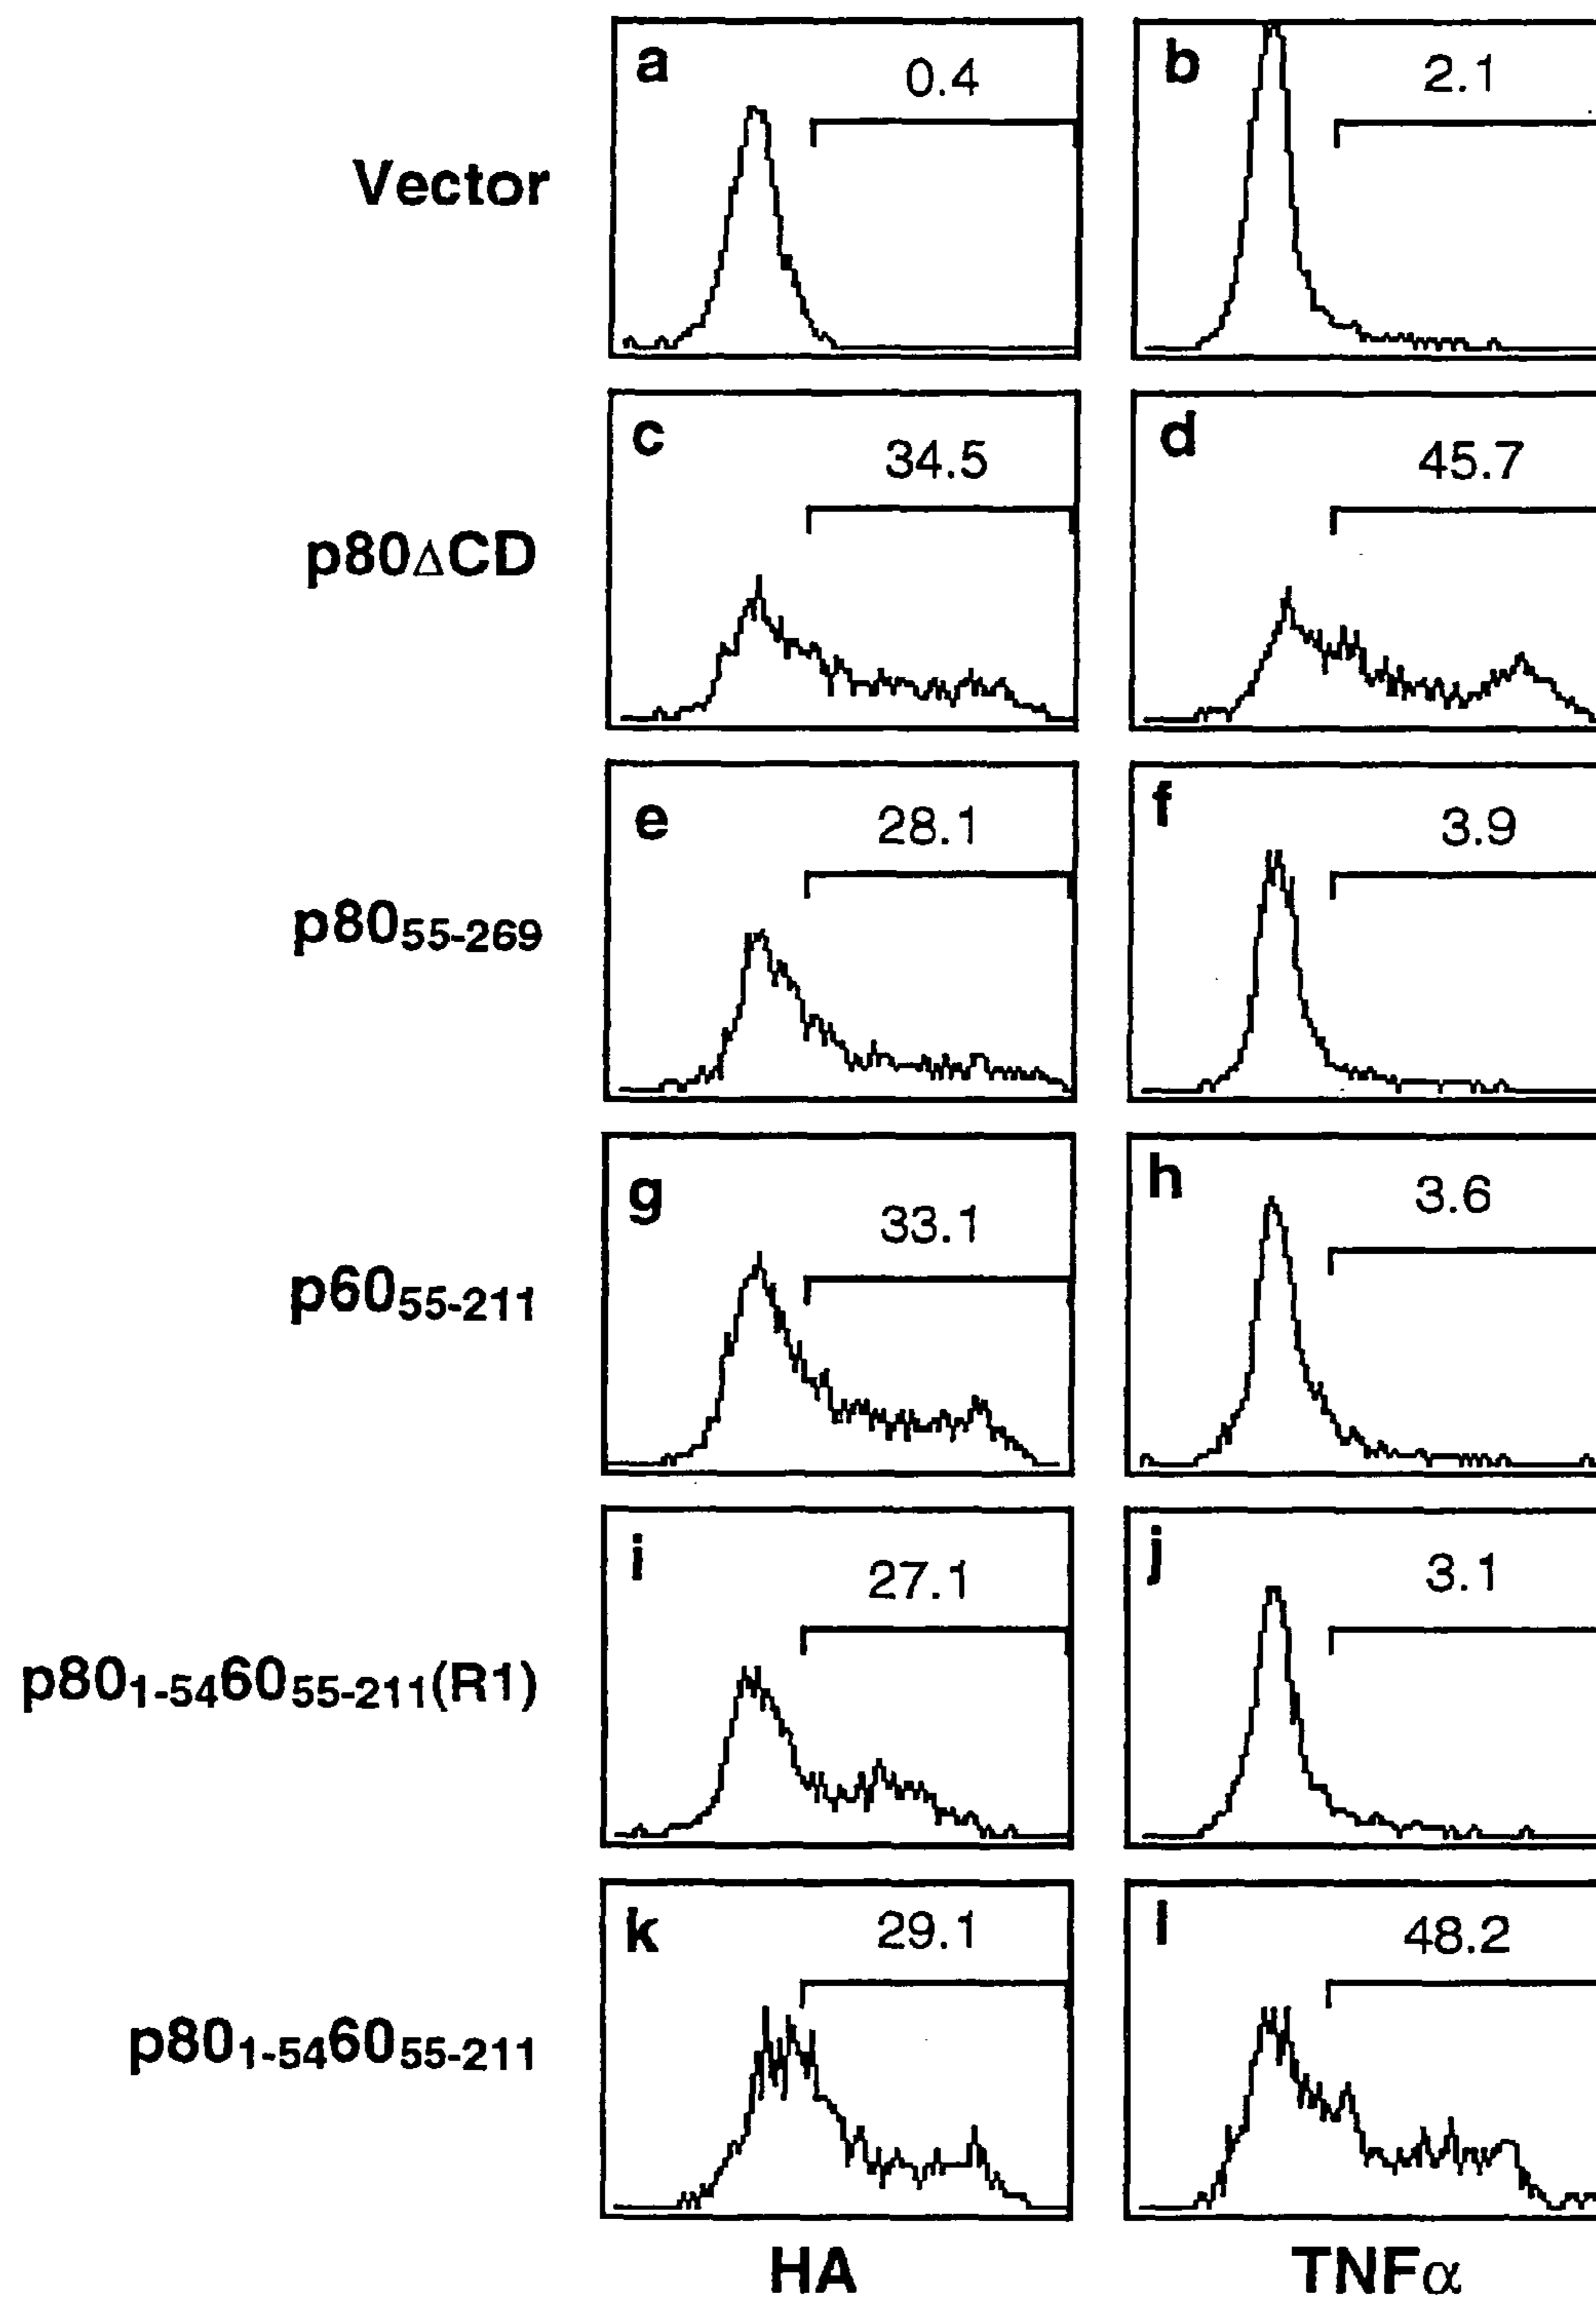 a 0.4 b 2.1
Vector
c 34.5 d 45.7
p80ΔCD
e 28.1 f 3.9
p8055-269
g 33.1 h 3.6
p6055-211
i 27.1 j 3.1
p801-546055-211(R1)
k 29.1 l 48.2
p801-546055-211
HA TNFα